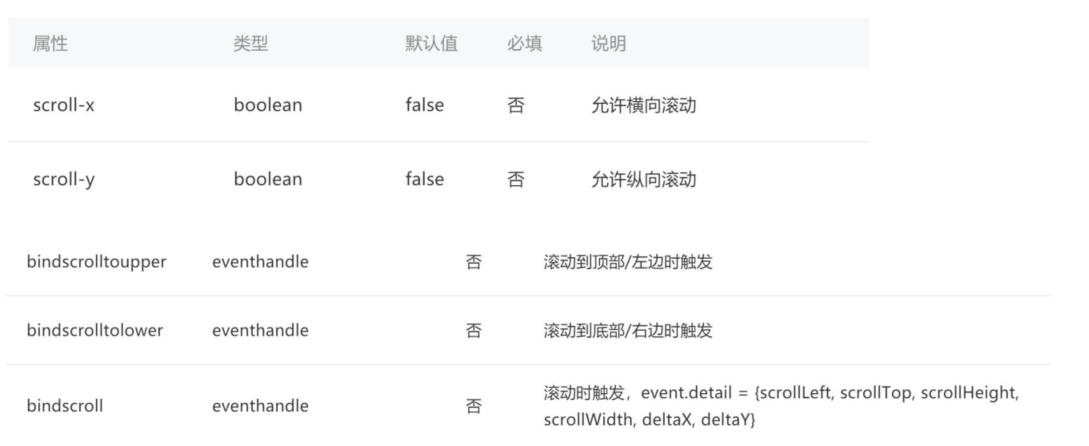 属性 类型 默认值 必填 说明
scroll-x boolean false 否 允许横向滚动
scroll-y boolean false 否 允许纵向滚动
bindscrolltoupper eventhandle 否 滚动到顶部/左边时触发
bindscrolltolower eventhandle 否 滚动到底部/右边时触发
bindscroll eventhandle 否 滚动时触发，event.detail = {scrollLeft, scrollTop, scrollHeight,
scrollWidth, deltaX, deltaY}